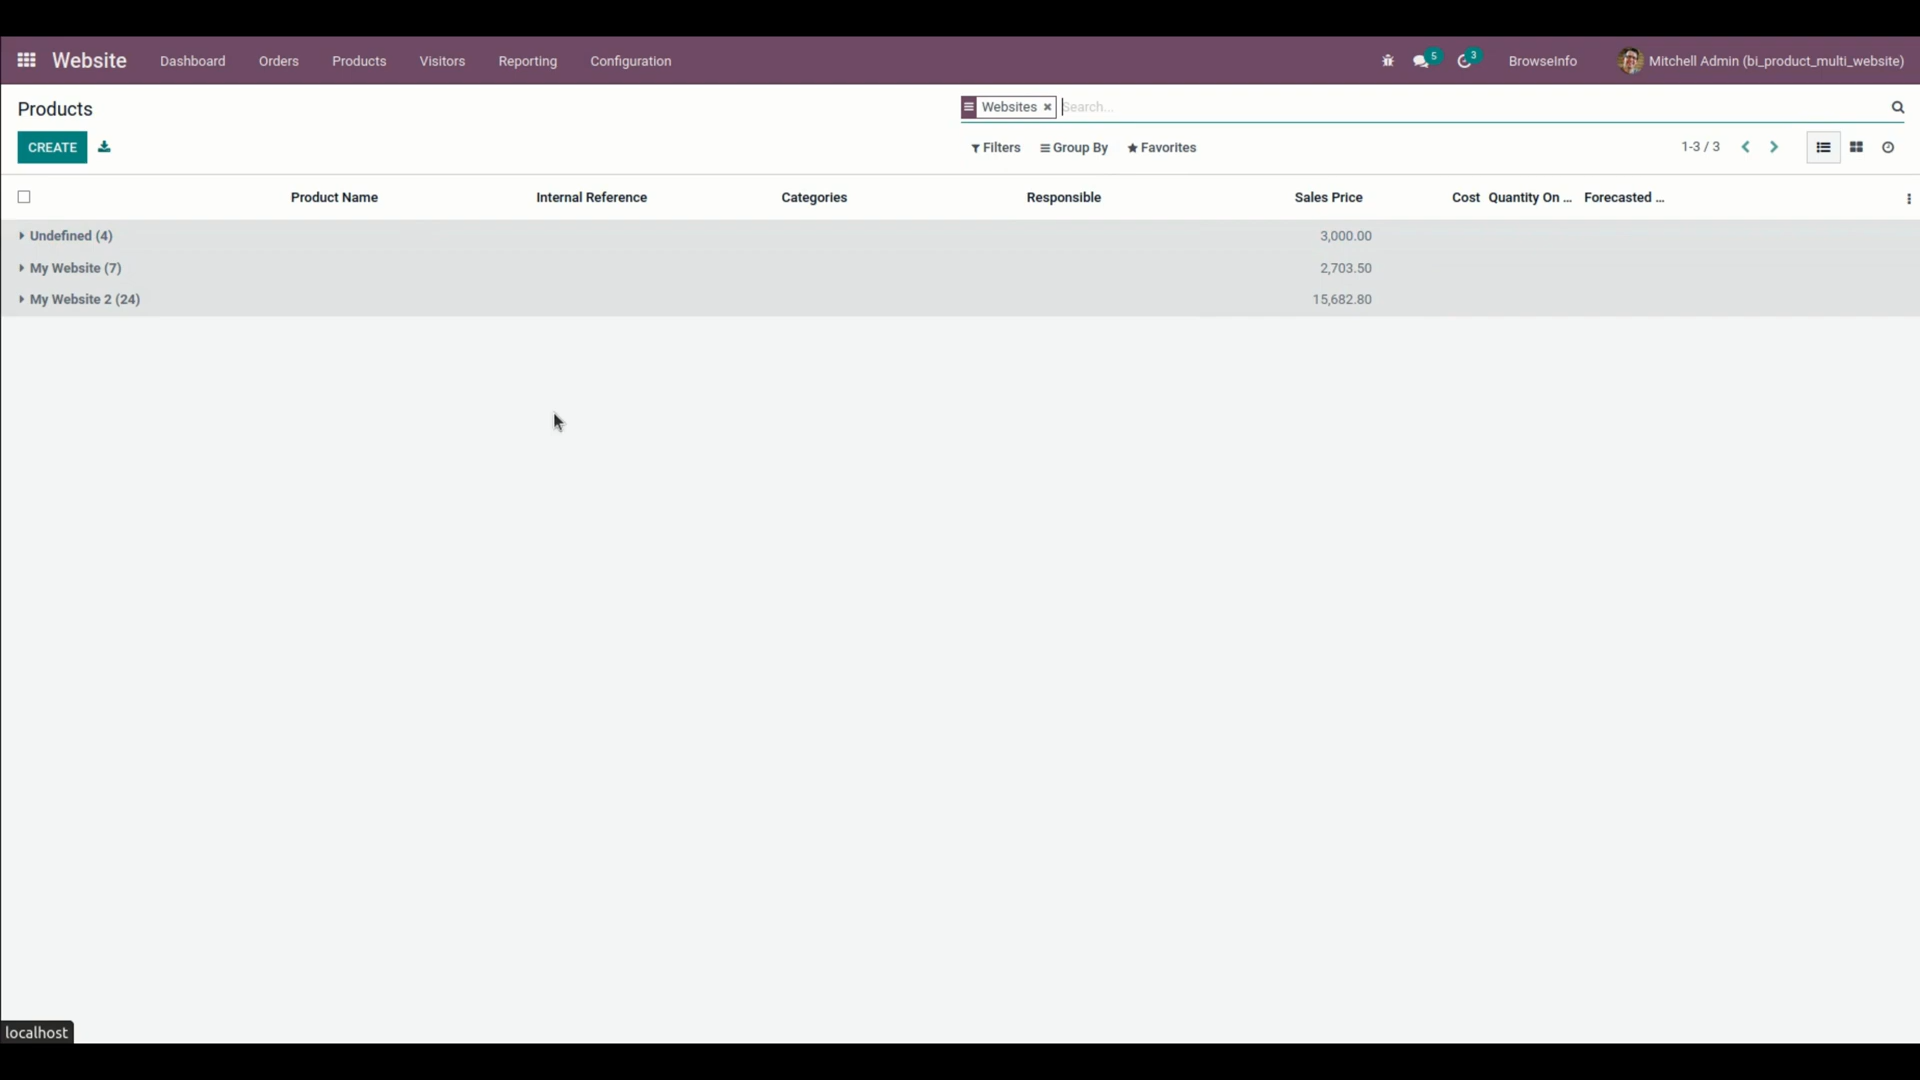 Website Dashboard Orders Products Visitors Reporting Configuration 5 3 BrowseInfo Mitchell Admin (bi_product_multi_website)
Products Websites × Search...
CREATE Filters Group By Favorites 1-3 / 3
Product Name Internal Reference Categories Responsible Sales Price Cost Quantity On ... Forecasted ...
Undefined (4) 3,000.00
My Website (7) 2,703.50
My Website 2 (24) 15,682.80
localhost